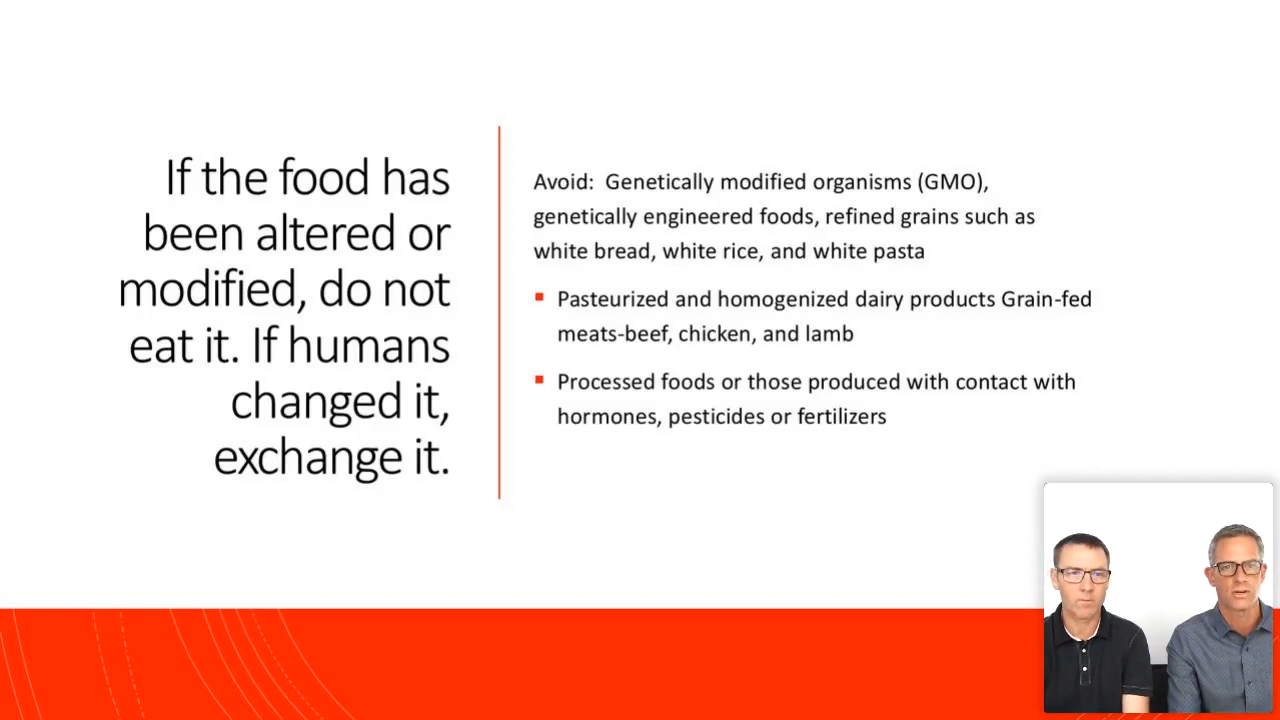 If the food has
been altered or
modified, do not
eat it. If humans
changed it,
exchange it.
Avoid:  Genetically modified organisms (GMO),
genetically engineered foods, refined grains such as
white bread, white rice, and white pasta
▪ Pasteurized and homogenized dairy products Grain-fed
meats-beef, chicken, and lamb
▪ Processed foods or those produced with contact with
hormones, pesticides or fertilizers